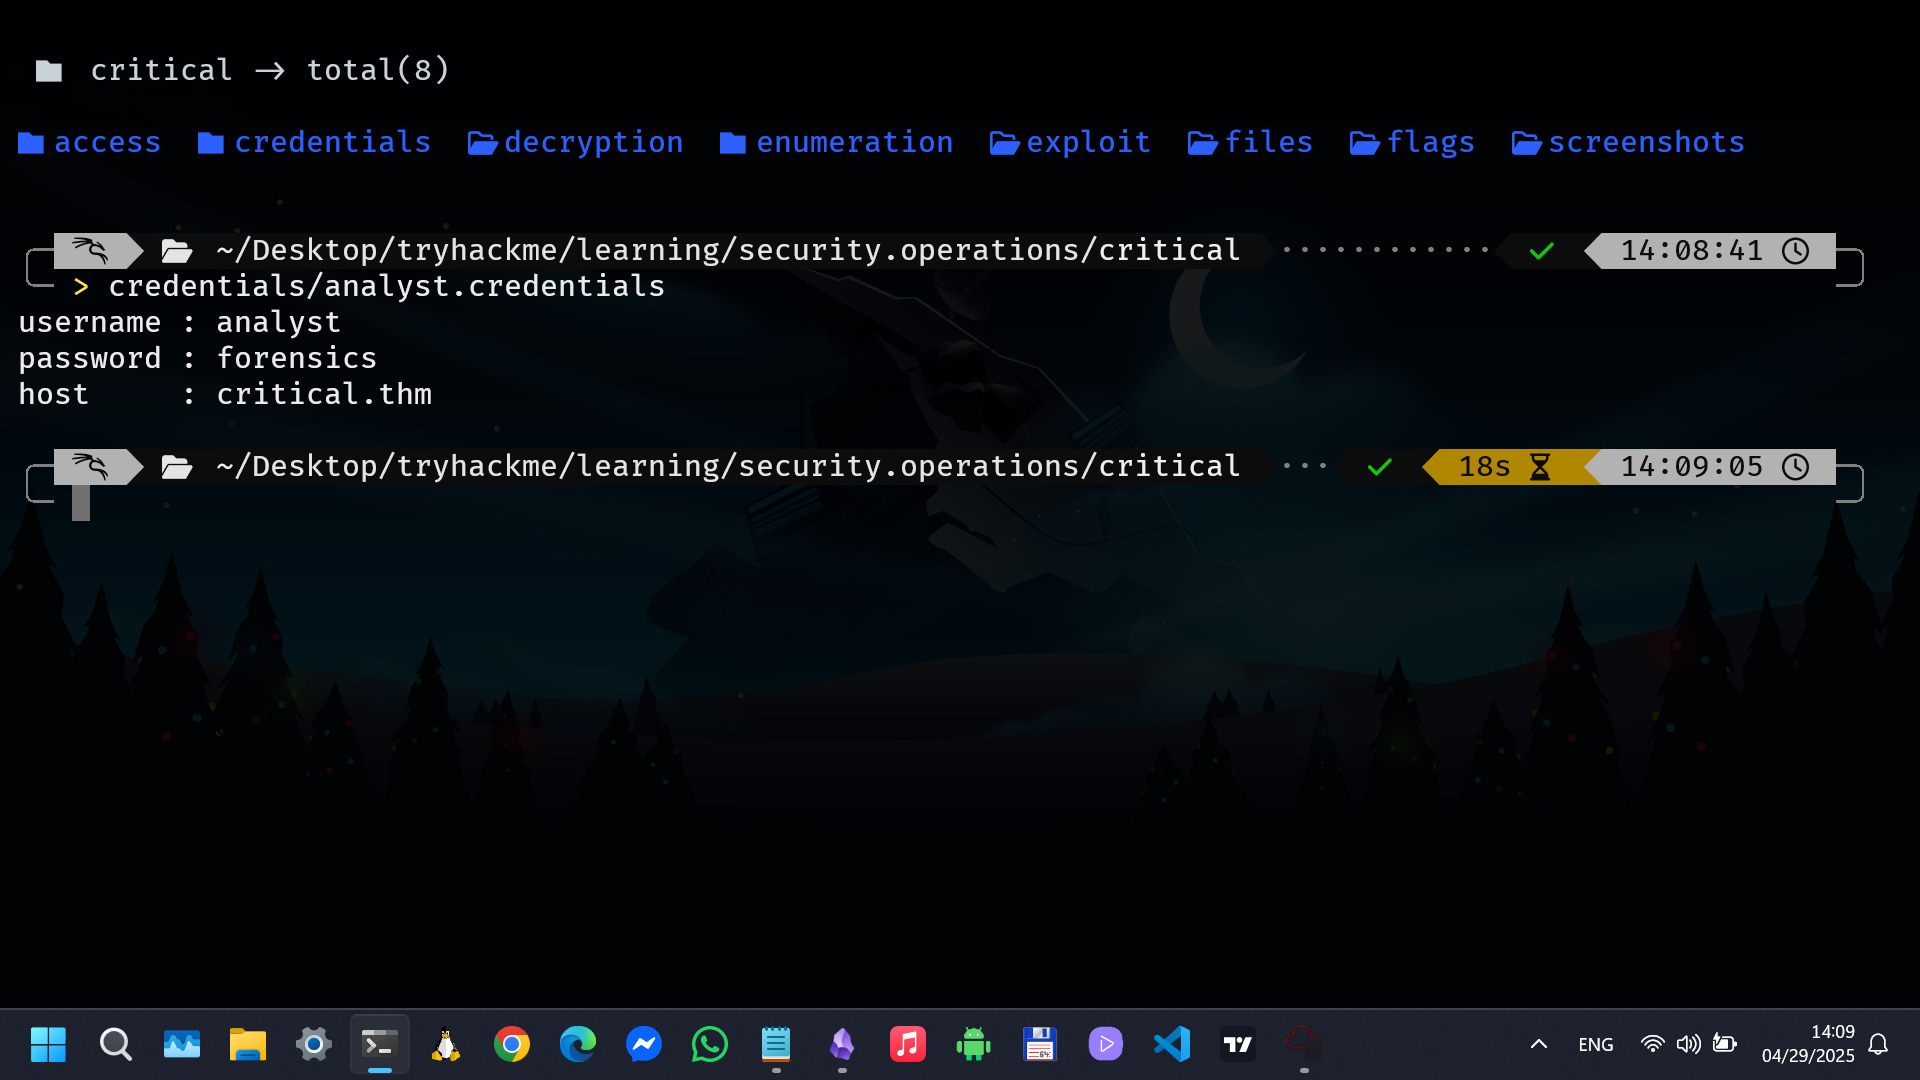 critical → total(8)
access credentials decryption enumeration exploit files flags screenshots
~/Desktop/tryhackme/learning/security.operations/critical 14:08:41
> credentials/analyst.credentials
username : analyst
password : forensics
host : critical.thm
~/Desktop/tryhackme/learning/security.operations/critical 18s 14:09:05
64
ENG
14:09
04/29/2025